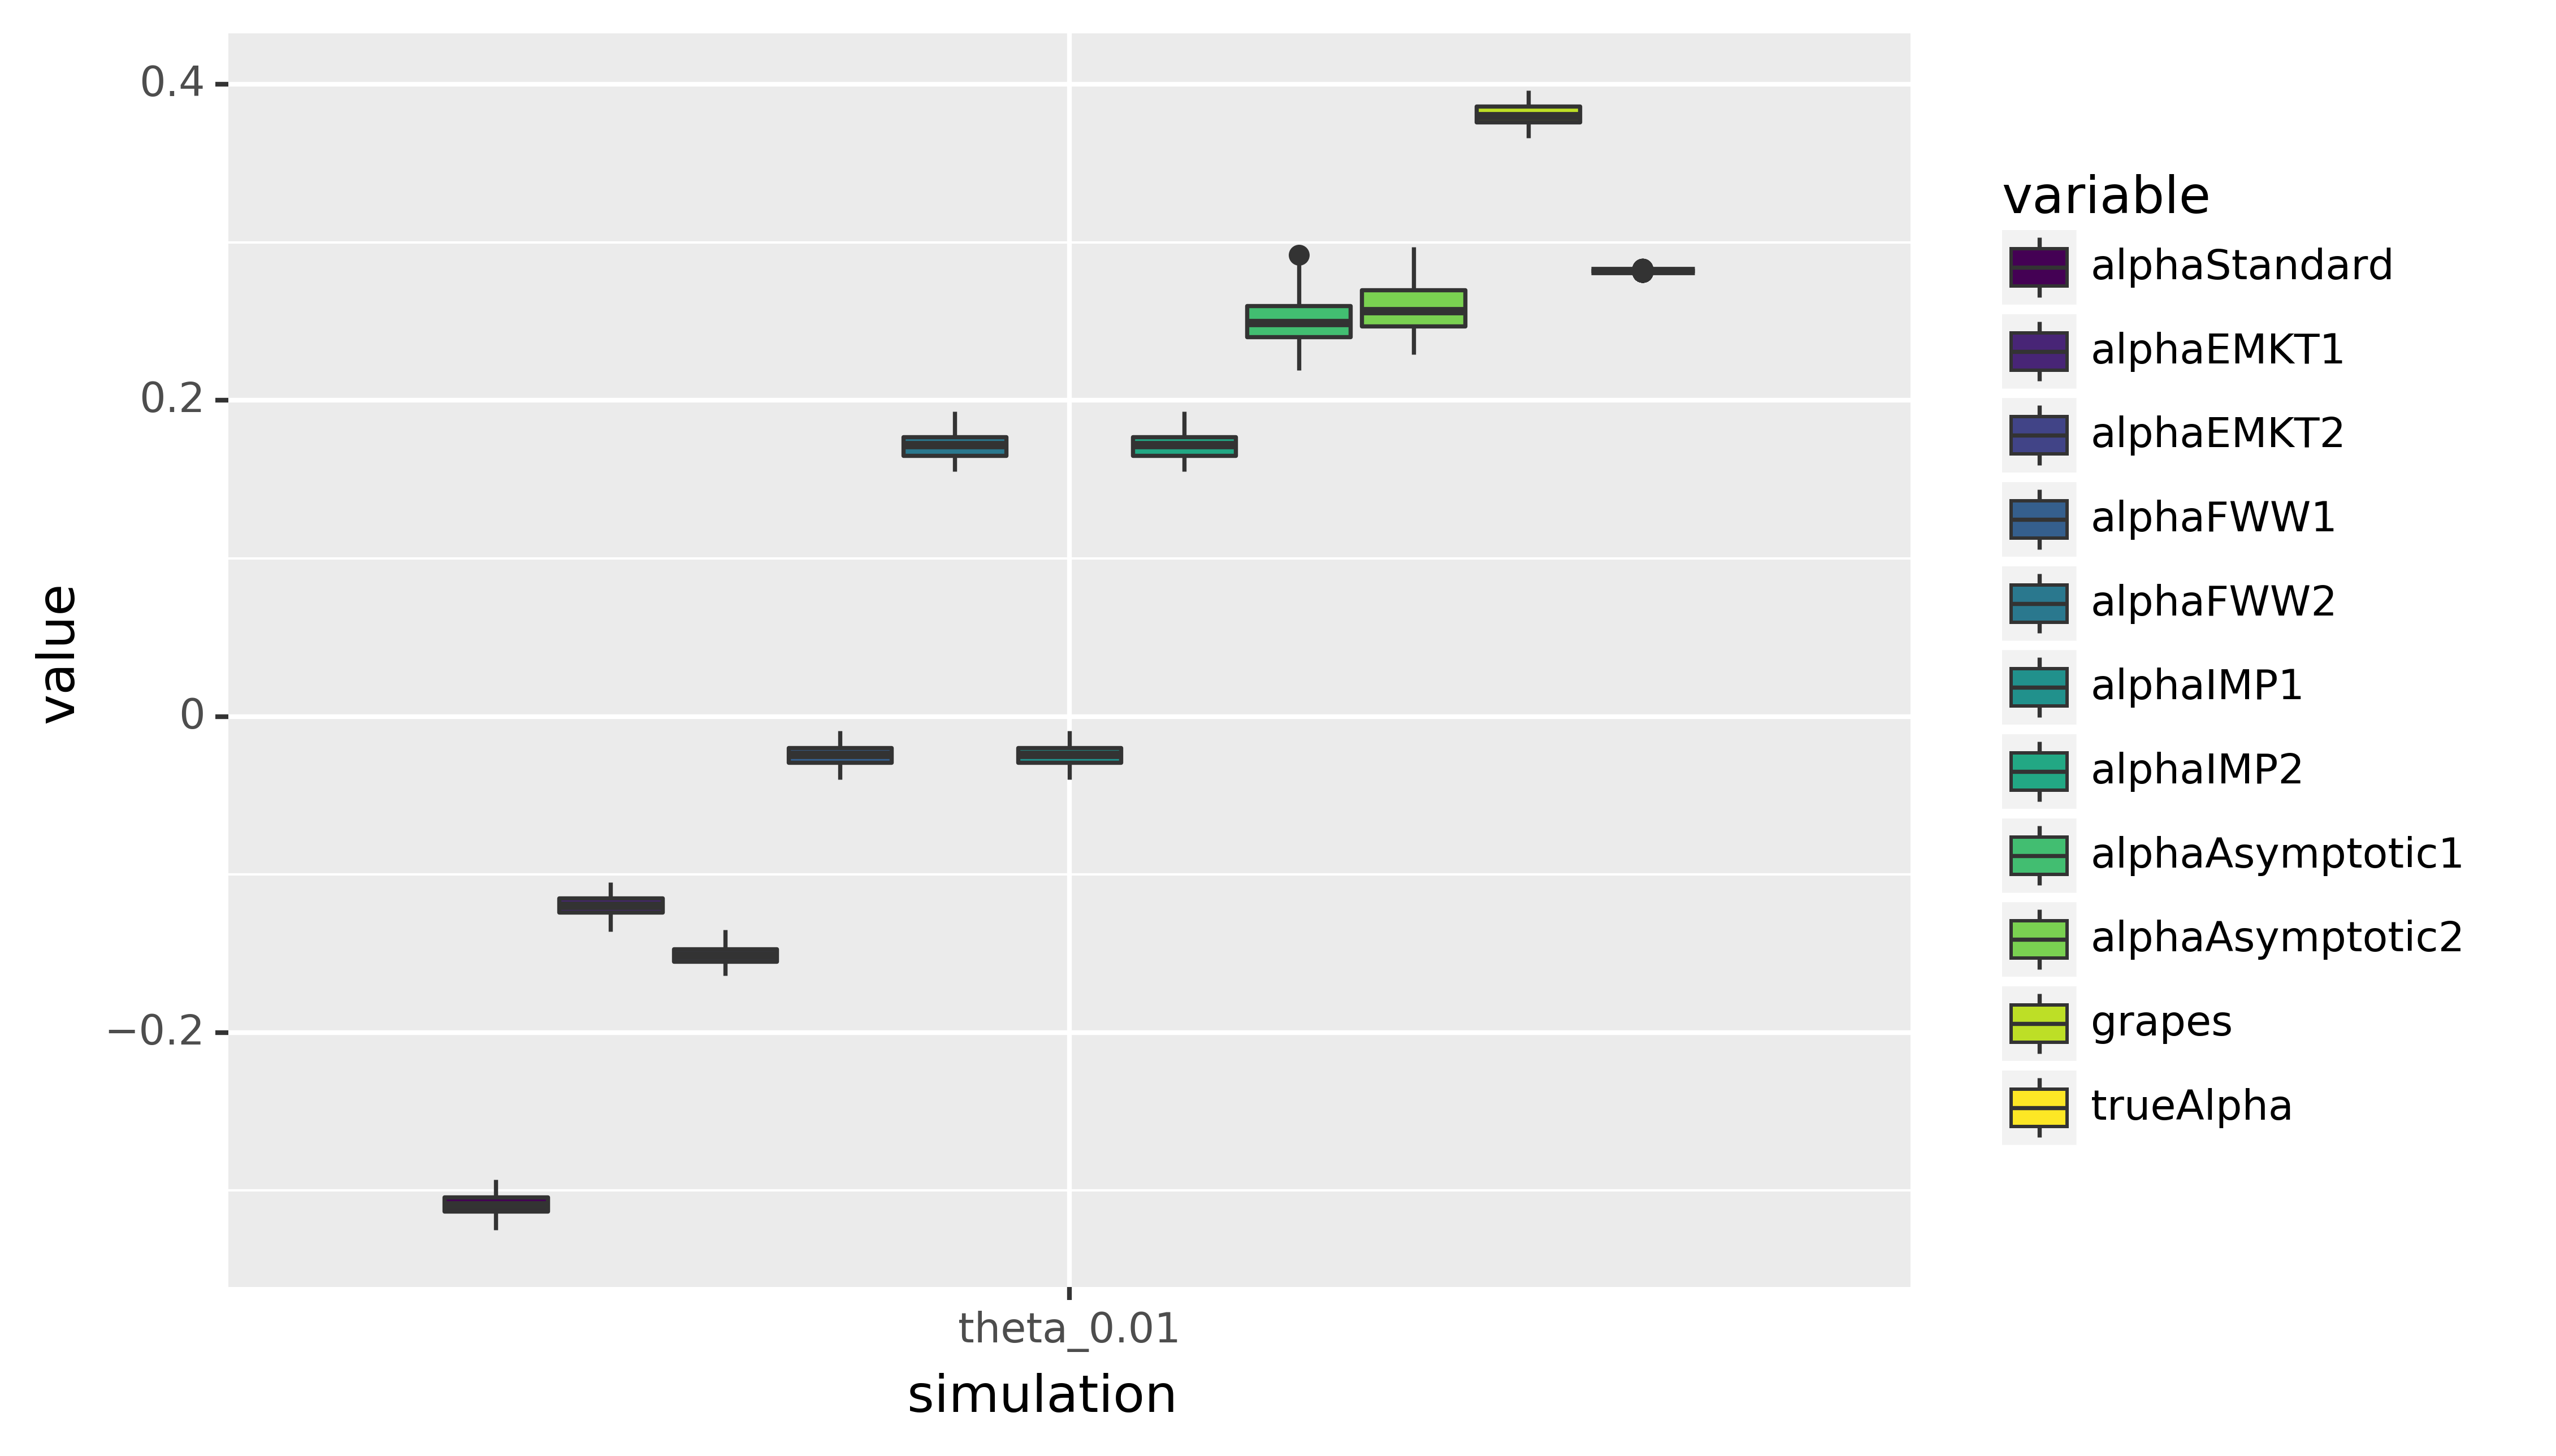 0.4
0.2
0
−0.2
value
theta_0.01
simulation
variable
alphaStandard
alphaEMKT1
alphaEMKT2
alphaFWW1
alphaFWW2
alphaIMP1
alphaIMP2
alphaAsymptotic1
alphaAsymptotic2
grapes
trueAlpha